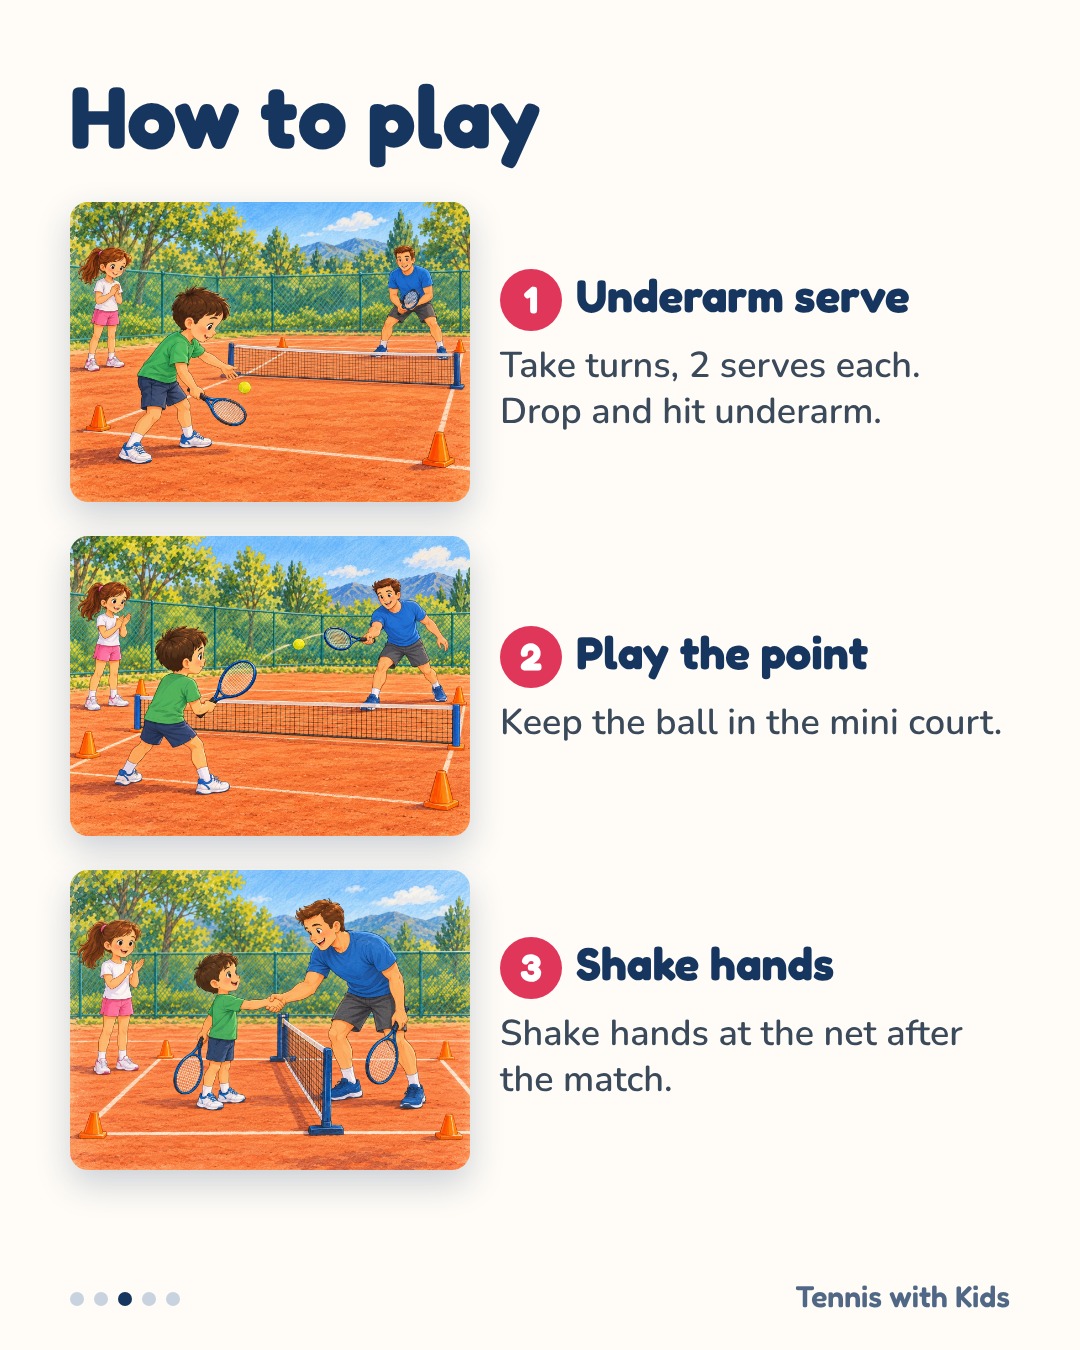 How to play
1 Underarm serve
Take turns, 2 serves each.
Drop and hit underarm.
2 Play the point
Keep the ball in the mini court.
3 Shake hands
Shake hands at the net after
the match.
Tennis with Kids